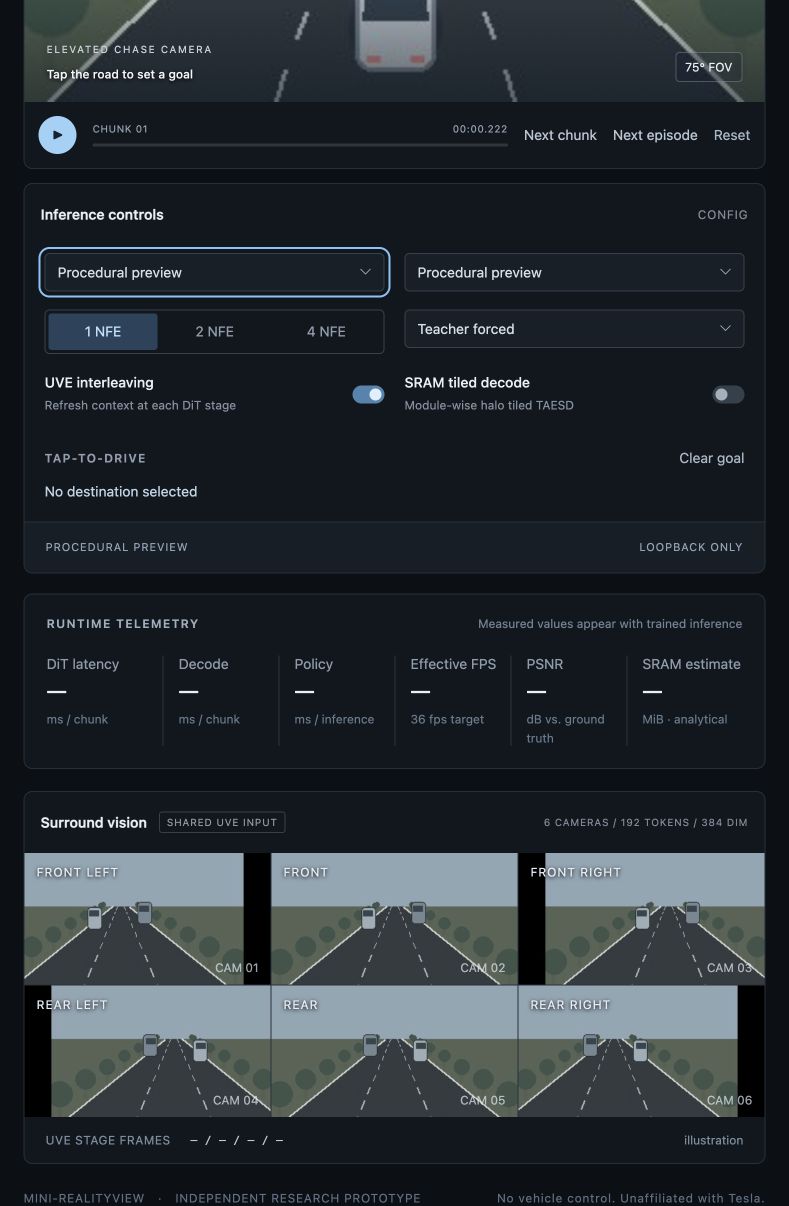 ELEVATED CHASE CAMERA
Tap the road to set a goal
75° FOV
CHUNK 01
00:00.222
Next chunk
Next episode
Reset
Inference controls
CONFIG
Procedural preview
Procedural preview
1 NFE
2 NFE
4 NFE
Teacher forced
UVE interleaving
Refresh context at each DiT stage
SRAM tiled decode
Module-wise halo tiled TAESD
TAP-TO-DRIVE
Clear goal
No destination selected
PROCEDURAL PREVIEW
LOOPBACK ONLY
RUNTIME TELEMETRY
Measured values appear with trained inference
DiT latency
—
ms / chunk
Decode
—
ms / chunk
Policy
—
ms / inference
Effective FPS
—
36 fps target
PSNR
—
dB vs. ground
truth
SRAM estimate
—
MiB · analytical
Surround vision
SHARED UVE INPUT
6 CAMERAS / 192 TOKENS / 384 DIM
FRONT LEFT
CAM 01
FRONT
CAM 02
FRONT RIGHT
CAM 03
REAR LEFT
CAM 04
REAR
CAM 05
REAR RIGHT
CAM 06
UVE STAGE FRAMES
– / – / – / –
illustration
MINI-REALITYVIEW · INDEPENDENT RESEARCH PROTOTYPE
No vehicle control. Unaffiliated with Tesla.